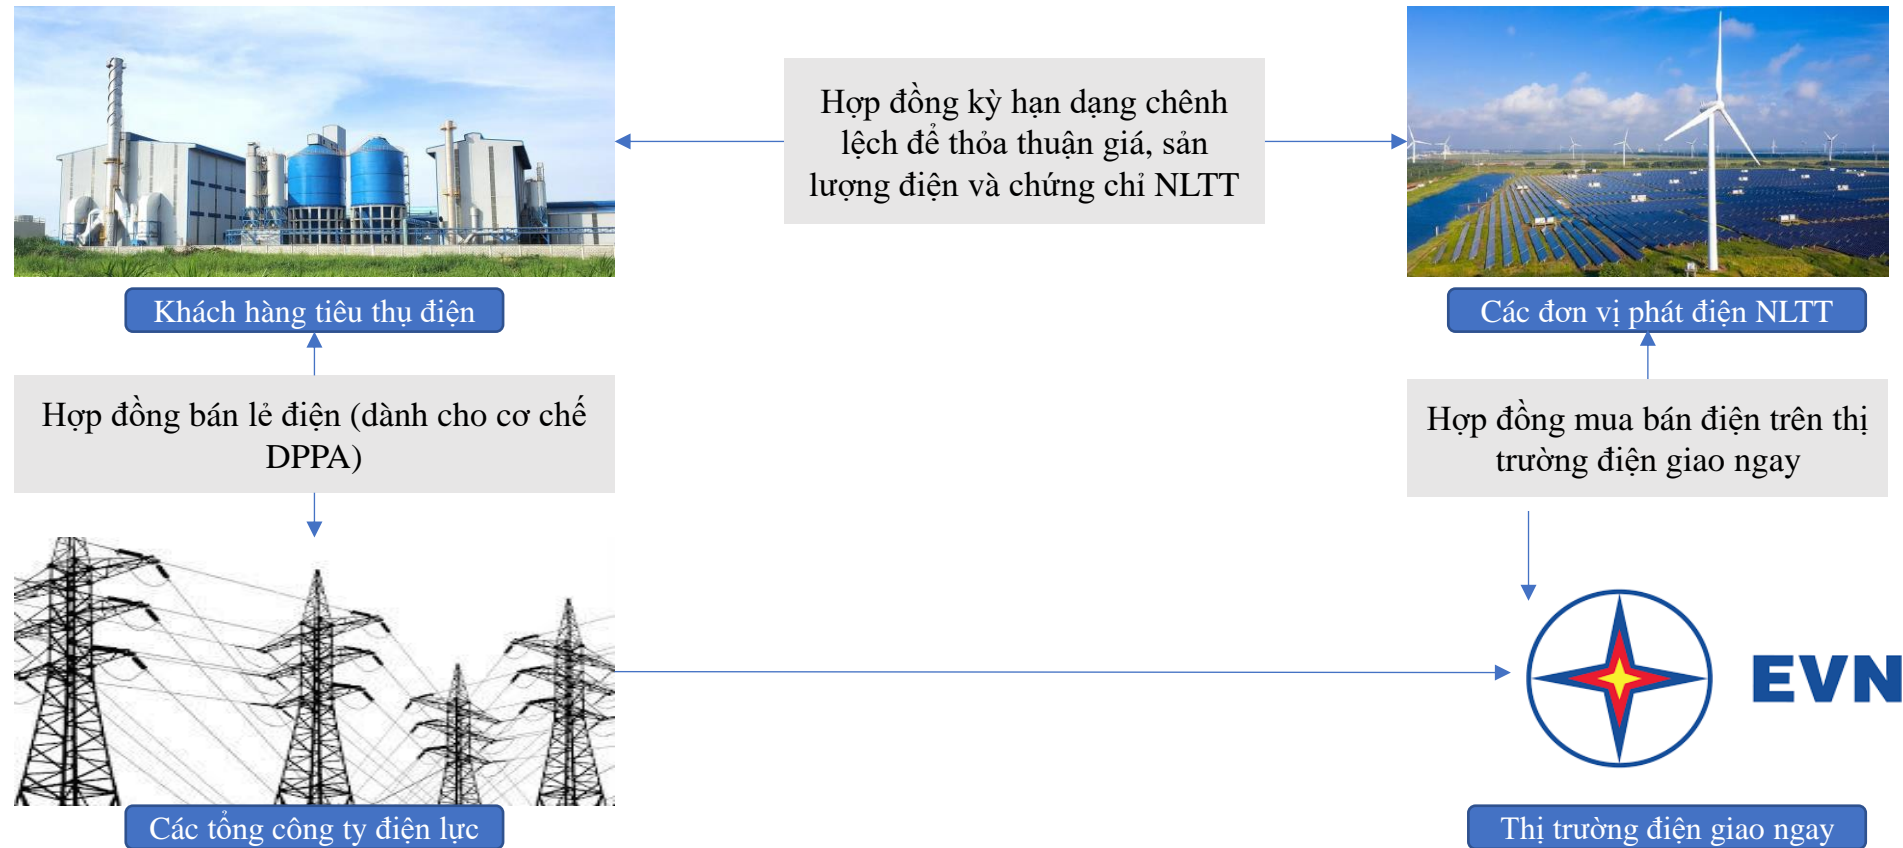 Hợp đồng kỳ hạn dạng chênh
lệch để thỏa thuận giá, sản
lượng điện và chứng chỉ NLTT
Khách hàng tiêu thụ điện
Các đơn vị phát điện NLTT
Hợp đồng bán lẻ điện (dành cho cơ chế
DPPA)
Hợp đồng mua bán điện trên thị
trường điện giao ngay
EVN
Các tổng công ty điện lực
Thị trường điện giao ngay